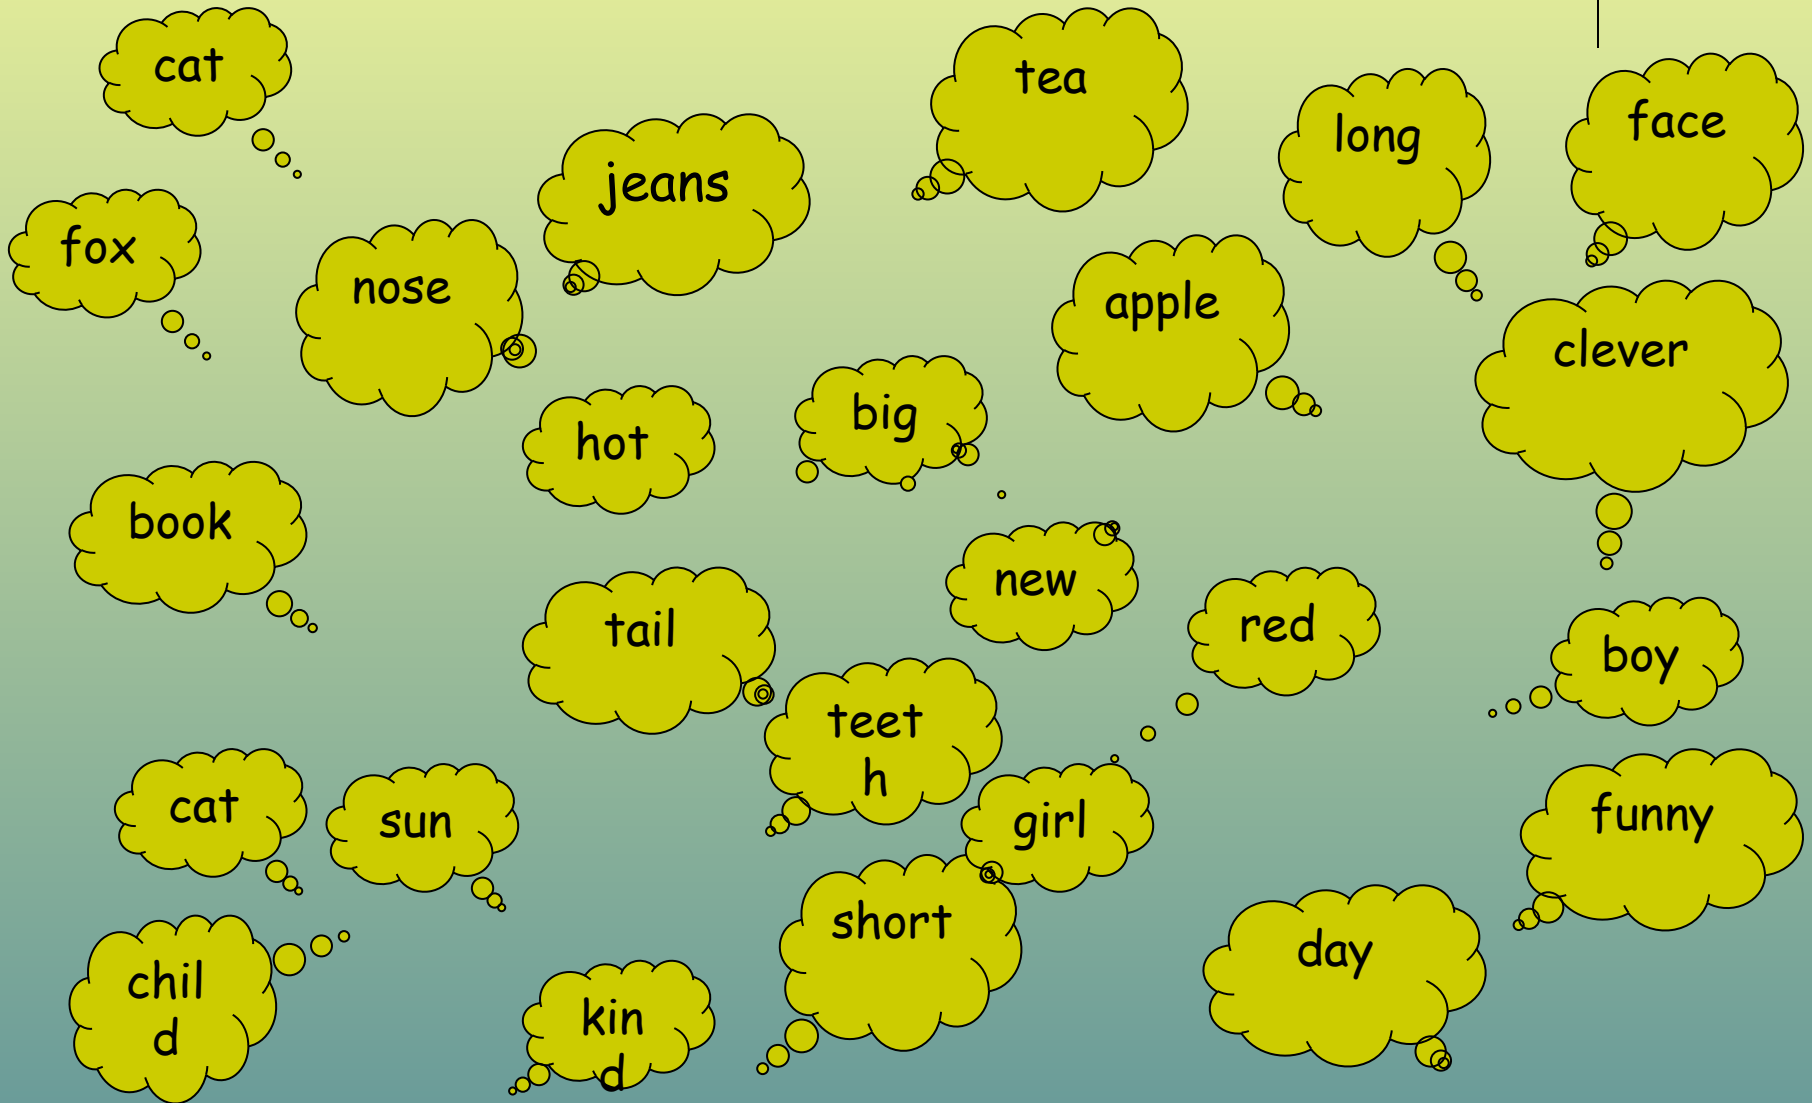 cat
tea
face
long
jeans
fox
nose
apple
clever
big
hot
book
new
red
tail
boy
teet
h
cat
sun
girl
funny
short
day
chil
d
kin
d